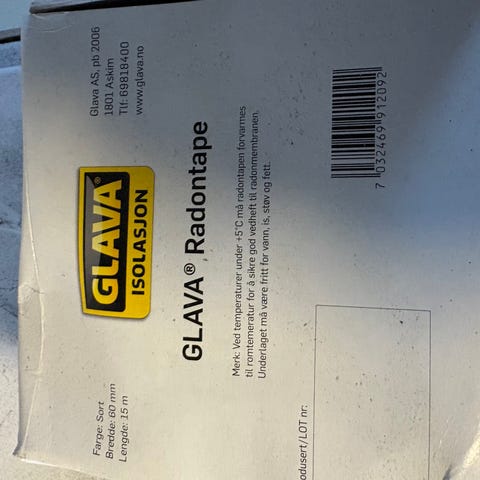 Farge: Sort
Bredde: 60 mm
Lengde: 15 m
GLAVA®
ISOLASJON
Glava AS, pb 2006
1801 Askim
Tlf: 69818400
www.glava.no
GLAVA® Radontape
Merk: Ved temperaturer under +5°C må radontapen forvarmes
til romtemeratur for å sikre god vedheft til radonmembranen.
Underlaget må være fritt for vann, is, støv og fett.
odusert/LOT nr:
7 032469 912092